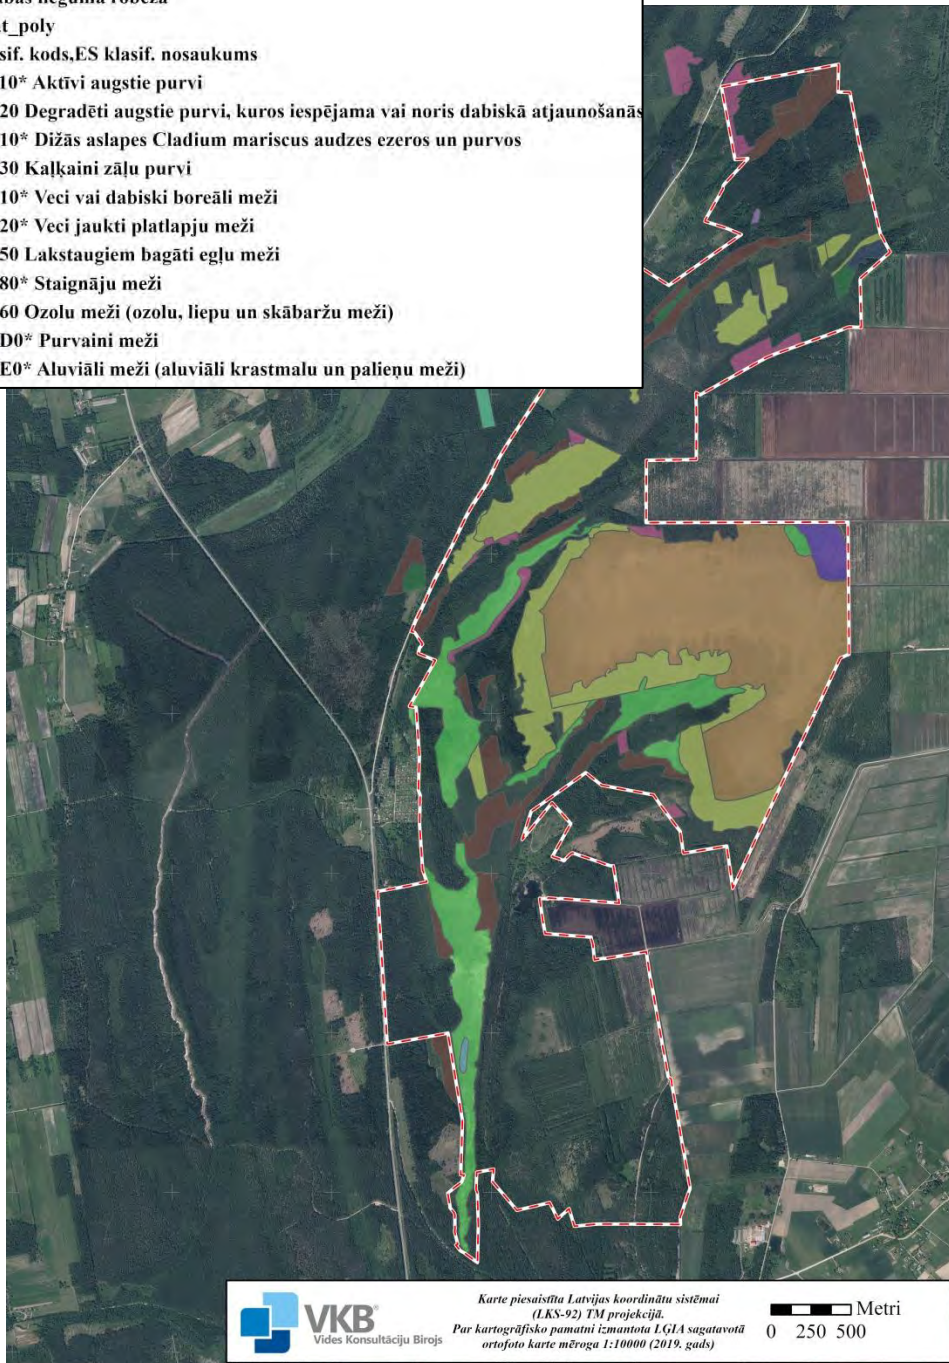 t_poly
sif. kods,ES klasif. nosaukums
10* Aktīvi augstie purvi
20 Degradēti augstie purvi, kuros iespējama vai noris dabiskā atjaunošanās
10* Dižās aslapes Cladium mariscus audzes ezeros un purvos
30 Kaļķaini zāļu purvi
10* Veci vai dabiski boreāli meži
20* Veci jaukti platlapju meži
50 Lakstaugiem bagāti egļu meži
80* Staignāju meži
60 Ozolu meži (ozolu, liepu un skābaržu meži)
D0* Purvaini meži
E0* Aluviāli meži (aluviāli krastmalu un palieņu meži)
VKB®
Vides Konsultāciju Birojs
Karte piesaistīta Latvijas koordinātu sistēmai
(LKS-92) TM projekcijā.
Par kartogrāfisko pamatni izmantota LĢIA sagatavotā
ortofoto karte mēroga 1:10000 (2019. gads)
Metri
0 250 500